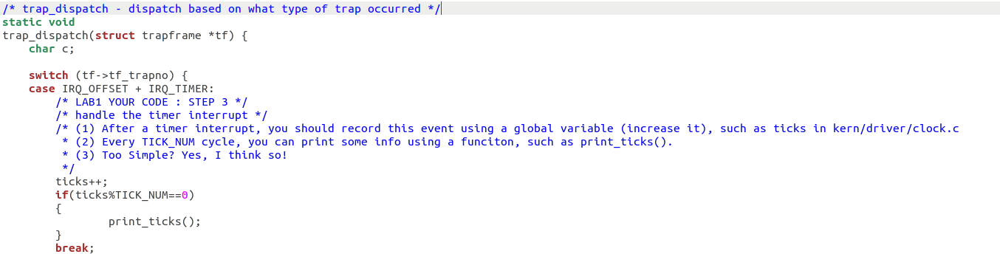 /* trap_dispatch - dispatch based on what type of trap occurred */
static void
trap_dispatch(struct trapframe *tf) {
    char c;

    switch (tf->tf_trapno) {
    case IRQ_OFFSET + IRQ_TIMER:
        /* LAB1 YOUR CODE : STEP 3 */
        /* handle the timer interrupt */
        /* (1) After a timer interrupt, you should record this event using a global variable (increase it), such as ticks in kern/driver/clock.c
         * (2) Every TICK_NUM cycle, you can print some info using a funciton, such as print_ticks().
         * (3) Too Simple? Yes, I think so!
         */
        ticks++;
        if(ticks%TICK_NUM==0)
        {
                print_ticks();
        }
        break;